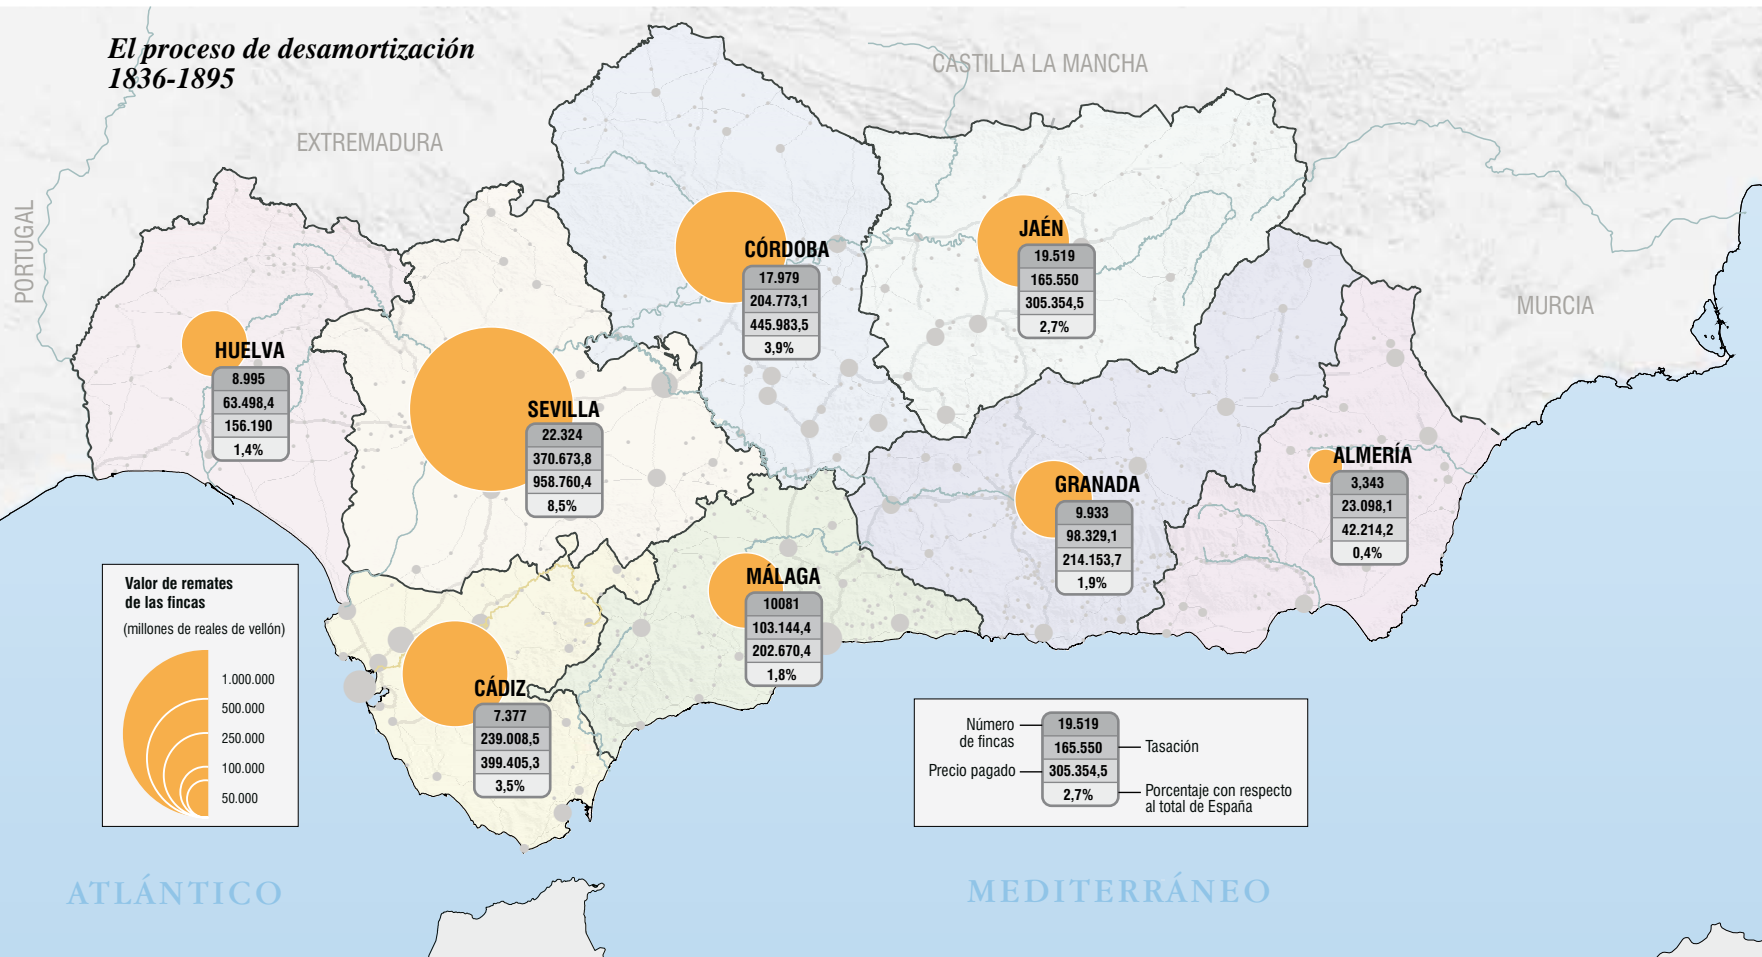 El proceso de desamortización
1836-1895
CASTILLA LA MANCHA
EXTREMADURA
PORTUGAL
MURCIA
CÓRDOBA
17.979
204.773,1
445.983,5
3,9%
JAÉN
19.519
165.550
305.354,5
2,7%
HUELVA
8.995
63.498,4
156.190
1,4%
SEVILLA
22.324
370.673,8
958.760,4
8,5%
GRANADA
9.933
98.329,1
214.153,7
1,9%
ALMERÍA
3,343
23.098,1
42.214,2
0,4%
MÁLAGA
10081
103.144,4
202.670,4
1,8%
CÁDIZ
7.377
239.008,5
399.405,3
3,5%
Valor de remates
de las fincas
(millones de reales de vellón)
1.000.000
500.000
250.000
100.000
50.000
Número
de fincas
19.519
165.550
Tasación
Precio pagado
305.354,5
2,7%
Porcentaje con respecto
al total de España
ATLÁNTICO
MEDITERRÁNEO